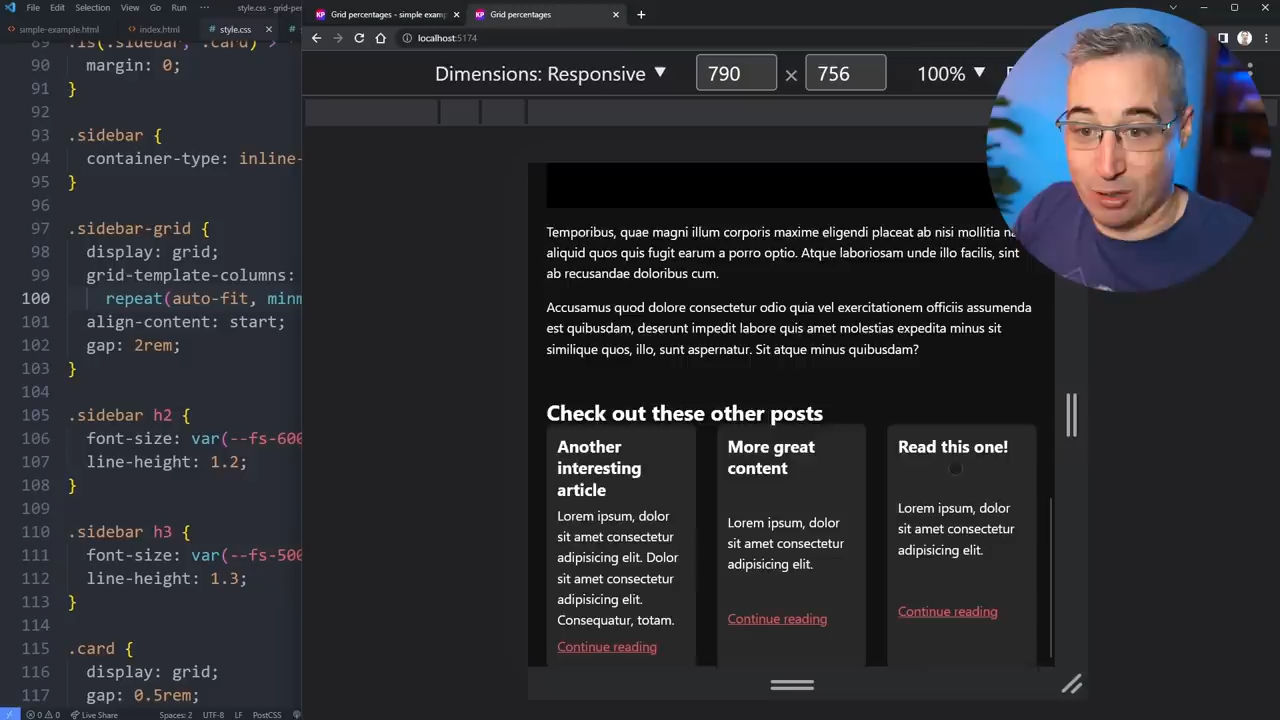 File Edit Selection View Go Run ··· style.css - grid-per
simple-example.html index.html style.css
Grid percentages - simple exam Grid percentages
localhost:5174
Dimensions: Responsive 790 × 756 100%
89 .is(.sidebar, .card) >
90 margin: 0;
91 }
92
93 .sidebar {
94 container-type: inline-
95 }
96
97 .sidebar-grid {
98 display: grid;
99 grid-template-columns:
100 repeat(auto-fit, minm
101 align-content: start;
102 gap: 2rem;
103 }
104
105 .sidebar h2 {
106 font-size: var(--fs-600
107 line-height: 1.2;
108 }
109
110 .sidebar h3 {
111 font-size: var(--fs-500
112 line-height: 1.3;
113 }
114
115 .card {
116 display: grid;
117 gap: 0.5rem;
0 0 Live Share Spaces: 2 UTF-8 LF PostCSS
Temporibus, quae magni illum corporis maxime eligendi placeat ab nisi mollitia
aliquid quos quis fugit earum a porro optio. Atque laboriosam unde illo facilis, sint
ab recusandae doloribus cum.
Accusamus quod dolore consectetur odio quia vel exercitationem officiis assumenda
est quibusdam, deserunt impedit labore quis amet molestias expedita minus sit
similique quos, illo, sunt aspernatur. Sit atque minus quibusdam?
Check out these other posts
Another
interesting
article
Lorem ipsum, dolor
sit amet consectetur
adipisicing elit. Dolor
sit amet consectetur
adipisicing elit.
Consequatur, totam.
Continue reading
More great
content
Lorem ipsum, dolor
sit amet consectetur
adipisicing elit.
Continue reading
Read this one!
Lorem ipsum, dolor
sit amet consectetur
adipisicing elit.
Continue reading